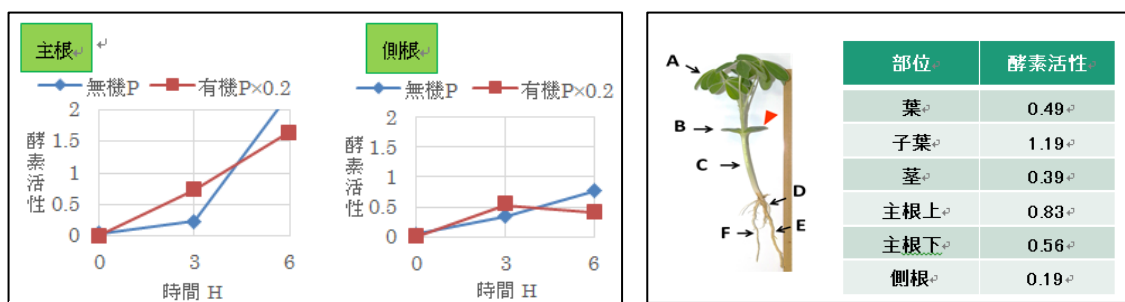 主根
無機P 有機P×0.2
2
1.5
1
0.5
0
酵素活性
0 3 6
時間 H
側根
無機P 有機P×0.2
2
1.5
1
0.5
0
酵素活性
0 3 6
時間 H
A
B
C
D
E
F
部位 酵素活性
葉 0.49
子葉 1.19
茎 0.39
主根上 0.83
主根下 0.56
側根 0.19